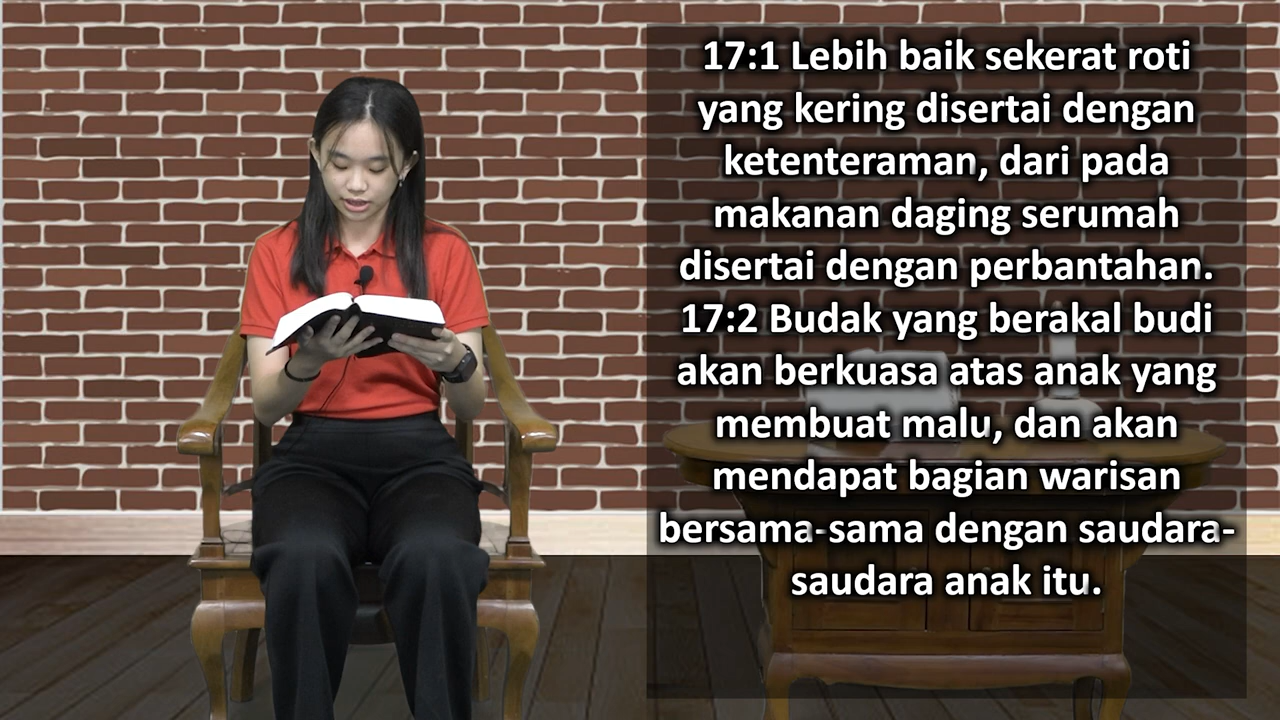 17:1 Lebih baik sekerat roti
yang kering disertai dengan
ketenteraman, dari pada
makanan daging serumah
disertai dengan perbantahan.
17:2 Budak yang berakal budi
akan berkuasa atas anak yang
membuat malu, dan akan
mendapat bagian warisan
bersama-sama dengan saudara-
saudara anak itu.